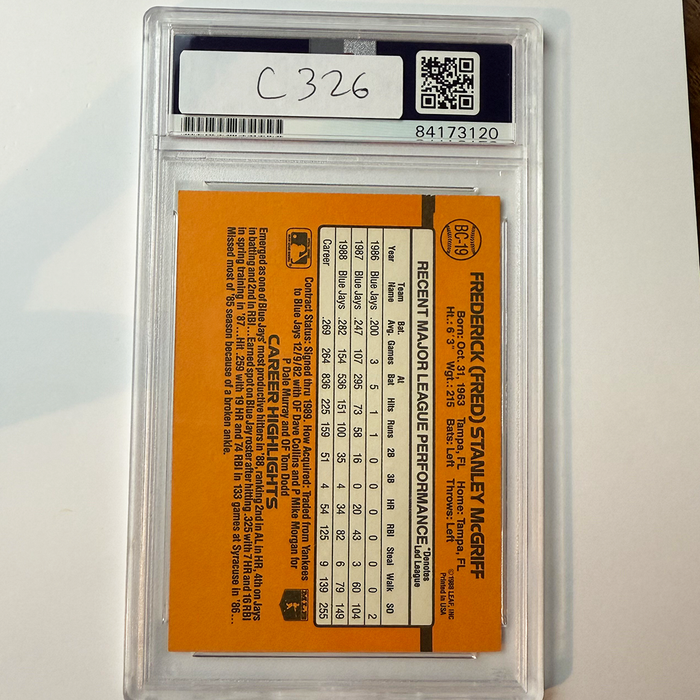 C 326
84173120
BC-19
FREDERICK (FRED) STANLEY McGRIFF
Born: Oct. 31, 1963 Tampa, FL Home: Tampa, FL
Ht.: 6' 3" Wgt.: 215 Bats: Left Throws: Left
©1988 LEAF, INC
Printed in USA
RECENT MAJOR LEAGUE PERFORMANCE *Denotes Led League
Year Team Name Bat. Avg. Games At Bat Hits Runs 2B 3B HR RBI Steal Walk SO
1986 Blue Jays .200 3 5 1 1 0 0 0 0 0 0 2
1987 Blue Jays .247 107 295 73 58 16 0 20 43 3 60 104
1988 Blue Jays .282 154 536 151 100 35 4 34 82 6 79 149
Career .269 264 836 225 159 51 4 54 125 9 139 255
Contract Status: Signed thru 1989. How Acquired: Traded from Yankees
to Blue Jays 12/9/82 with OF Dave Collins and P Mike Morgan for
P Dale Murray and OF Tom Dodd
CAREER HIGHLIGHTS
Emerged as one of Blue Jays' most productive hitters in '88, ranking 2nd in AL in HR, 4th on Jays
in batting and 2nd in RBI...Earned spot on Blue Jay roster after hitting .325 with 7 HR and 16 RBI
in spring training in '87...Hit .259 with 19 HR and 74 RBI in 133 games at Syracuse in '86...
Missed most of '85 season because of a broken ankle.